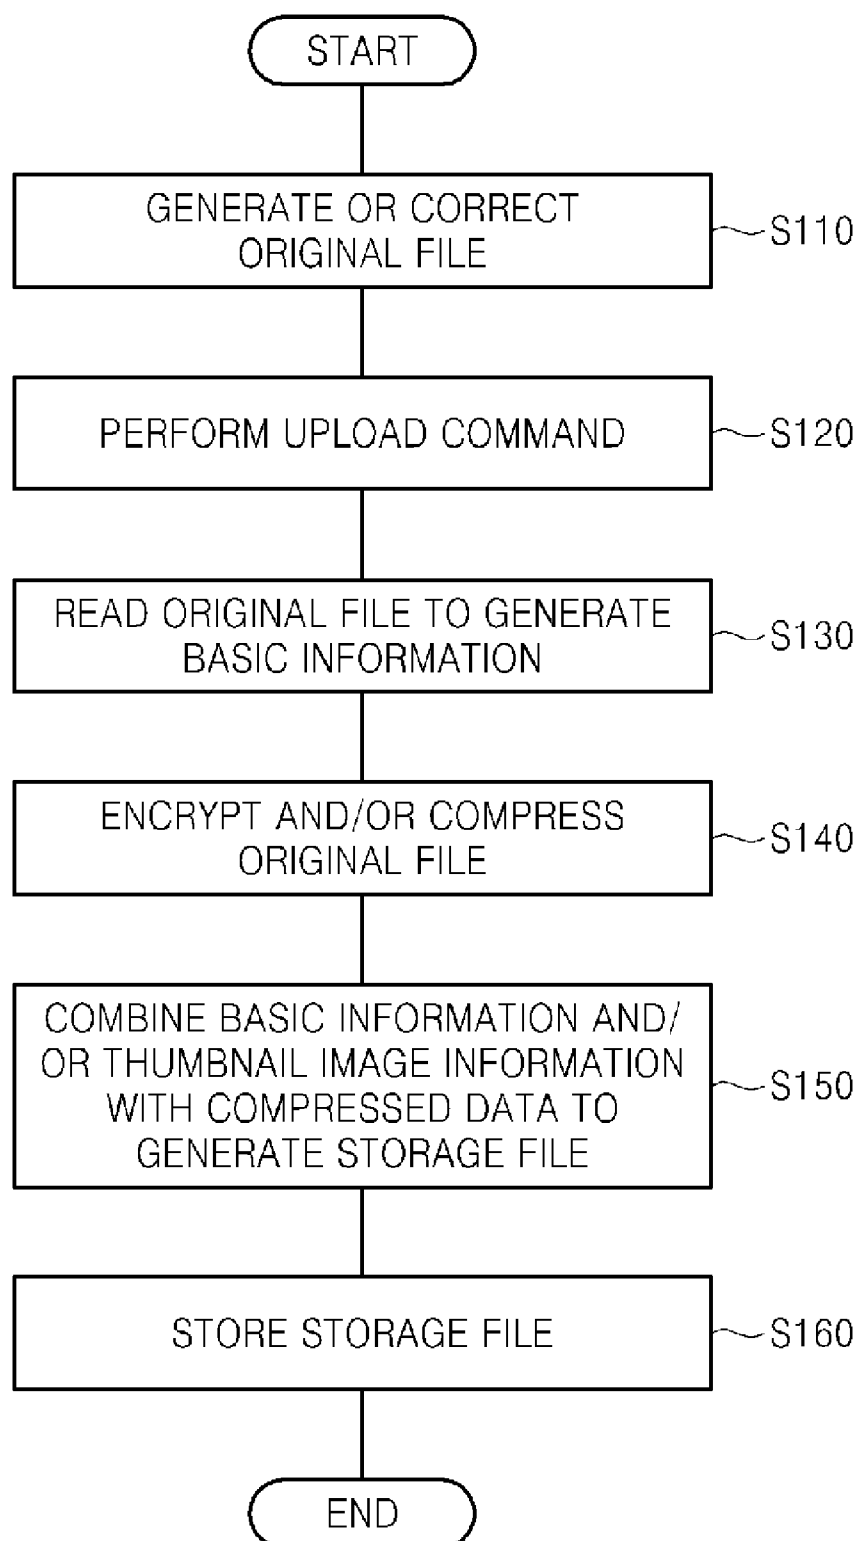 START
GENERATE OR CORRECT
ORIGINAL FILE
S110
PERFORM UPLOAD COMMAND
S120
READ ORIGINAL FILE TO GENERATE
BASIC INFORMATION
S130
ENCRYPT AND/OR COMPRESS
ORIGINAL FILE
S140
COMBINE BASIC INFORMATION AND/
OR THUMBNAIL IMAGE INFORMATION
WITH COMPRESSED DATA TO
GENERATE STORAGE FILE
S150
STORE STORAGE FILE
S160
END